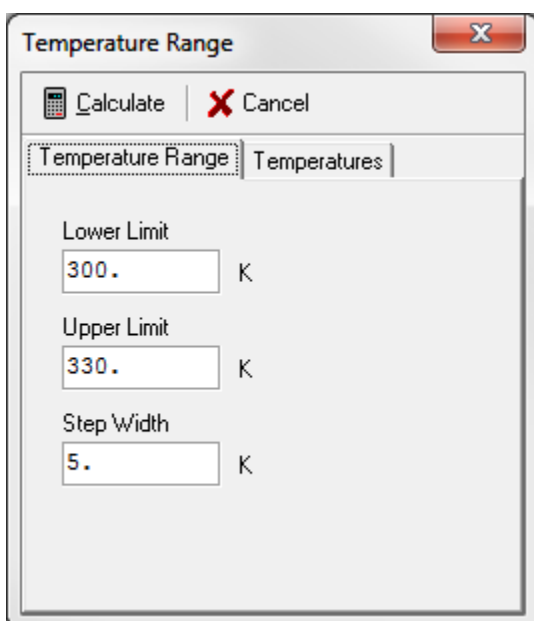 Temperature Range
Calculate Cancel
Temperature Range Temperatures
Lower Limit
300. K
Upper Limit
330. K
Step Width
5. K